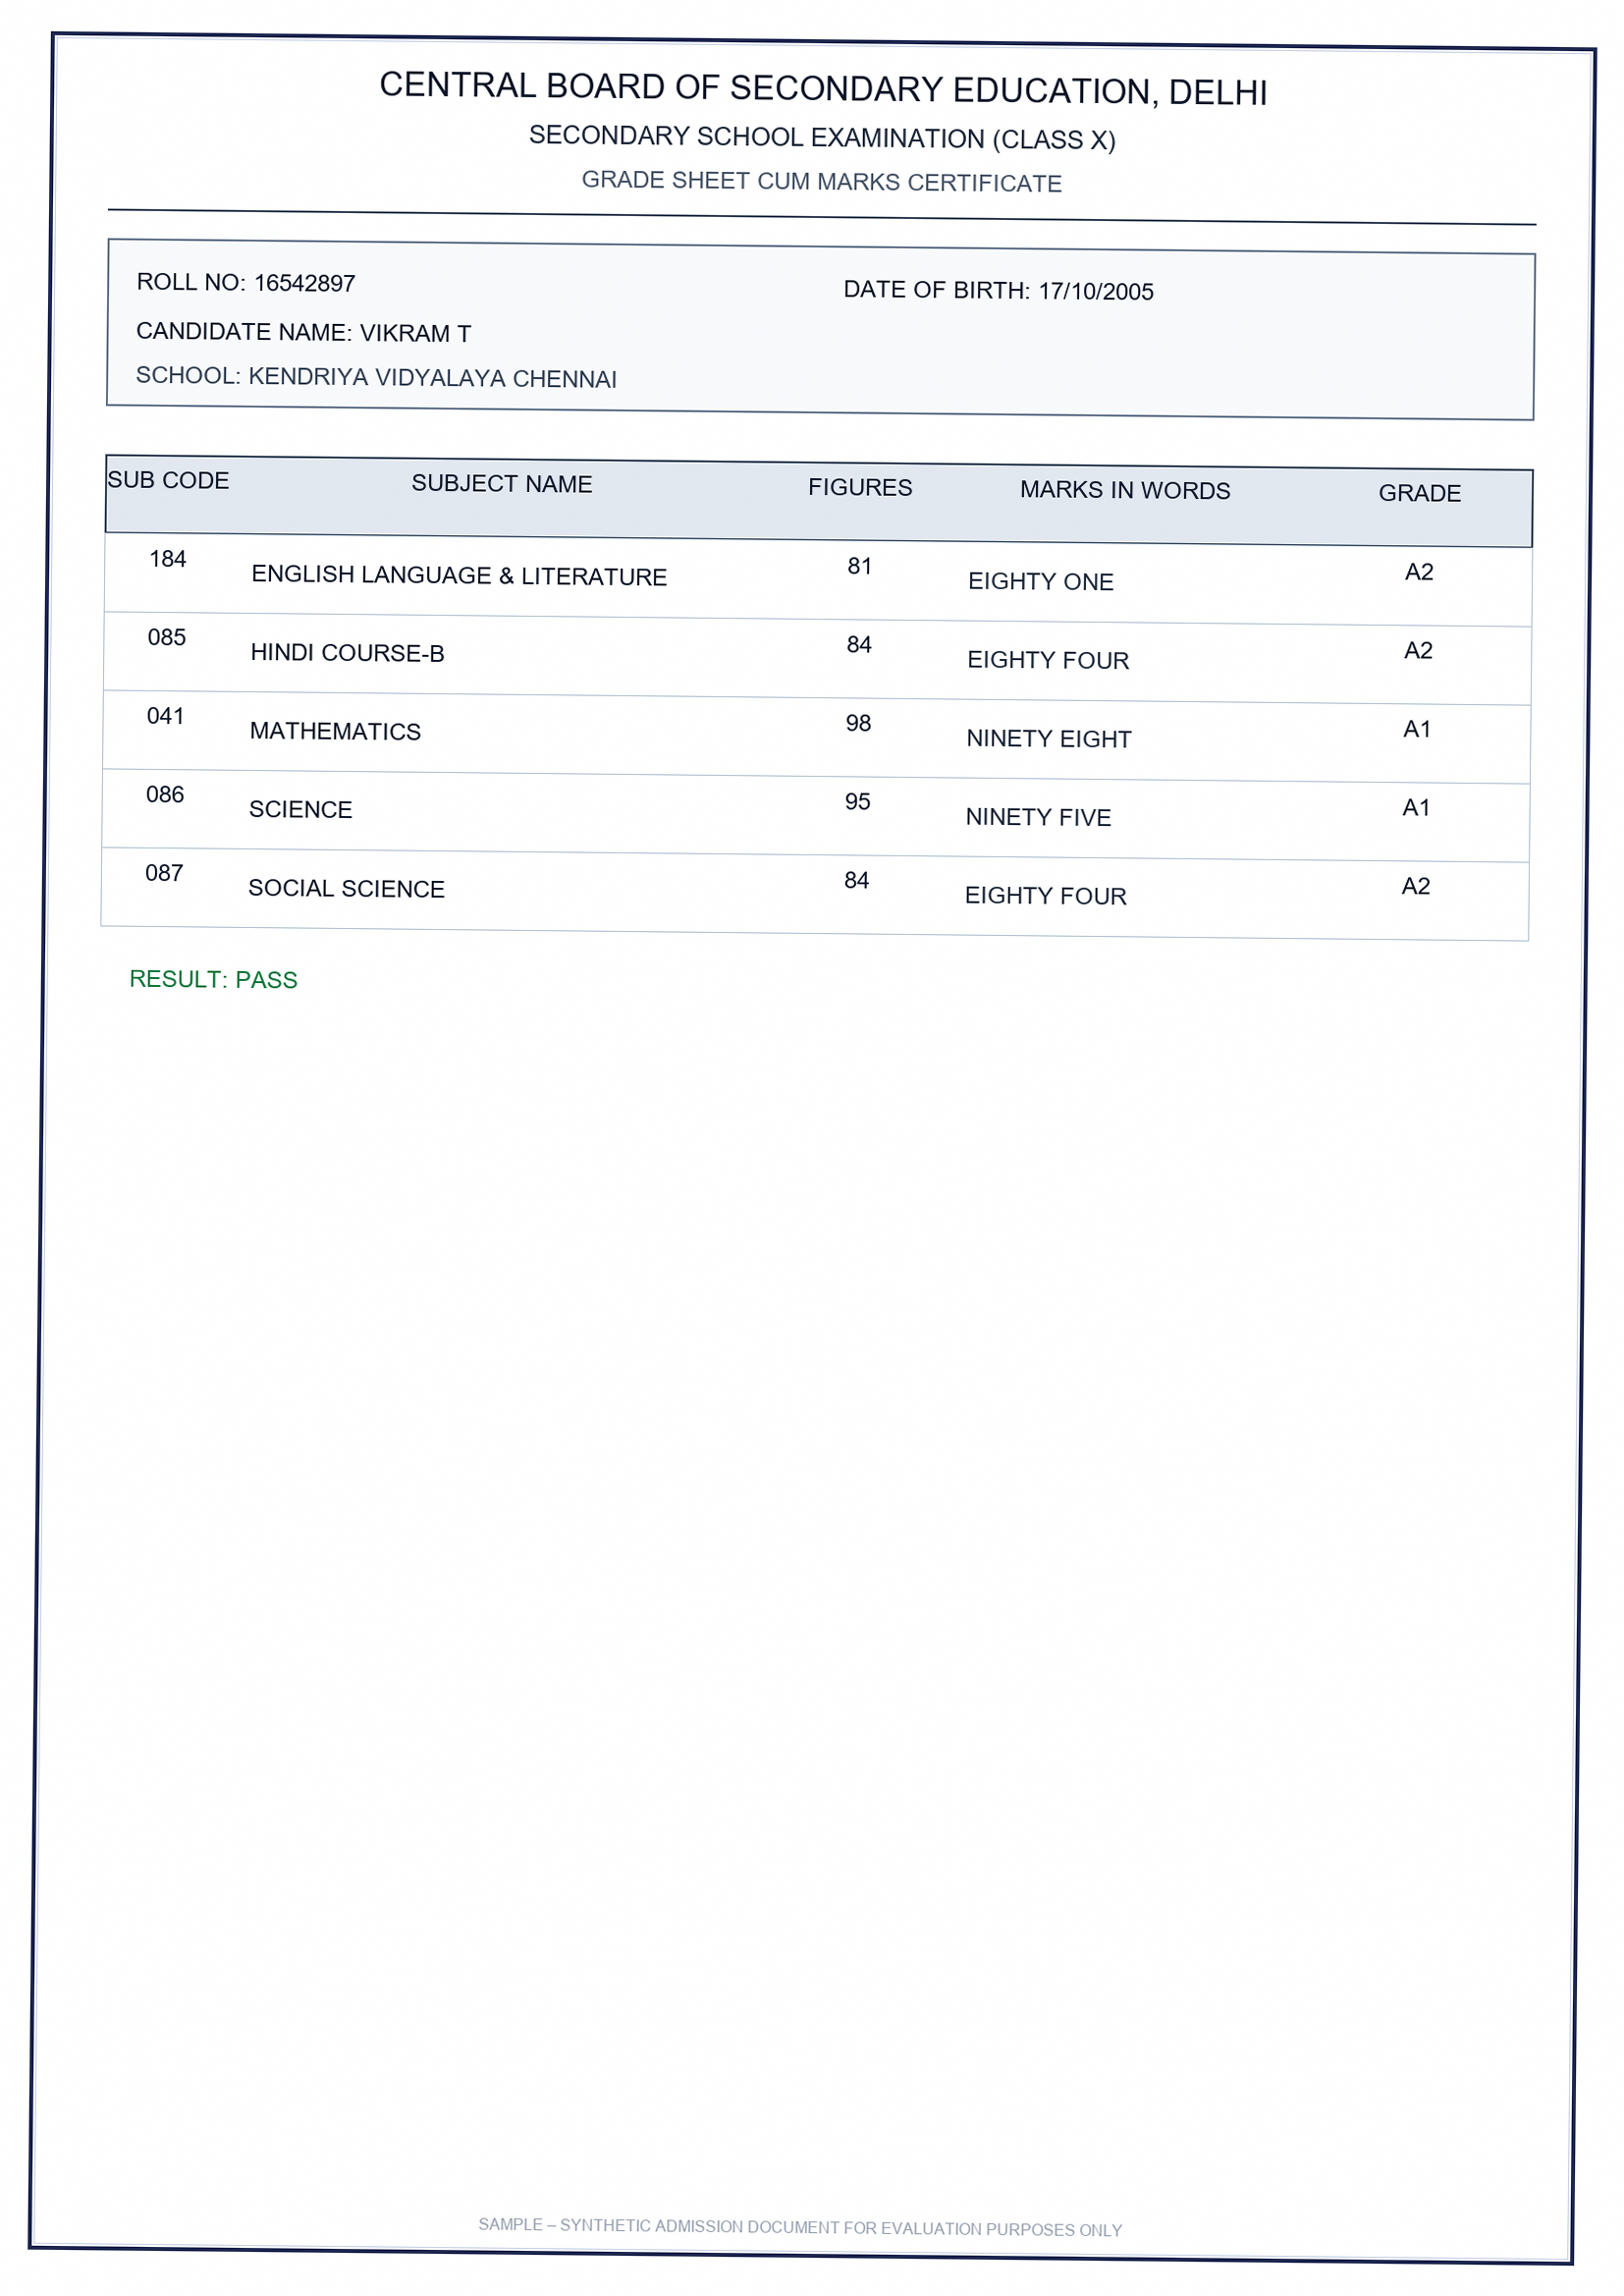 CENTRAL BOARD OF SECONDARY EDUCATION, DELHI
SECONDARY SCHOOL EXAMINATION (CLASS X)
GRADE SHEET CUM MARKS CERTIFICATE
ROLL NO: 16542897 DATE OF BIRTH: 17/10/2005
CANDIDATE NAME: VIKRAM T
SCHOOL: KENDRIYA VIDYALAYA CHENNAI
SUB CODE SUBJECT NAME FIGURES MARKS IN WORDS GRADE
184 ENGLISH LANGUAGE & LITERATURE 81 EIGHTY ONE A2
085 HINDI COURSE-B 84 EIGHTY FOUR A2
041 MATHEMATICS 98 NINETY EIGHT A1
086 SCIENCE 95 NINETY FIVE A1
087 SOCIAL SCIENCE 84 EIGHTY FOUR A2
RESULT: PASS
SAMPLE – SYNTHETIC ADMISSION DOCUMENT FOR EVALUATION PURPOSES ONLY